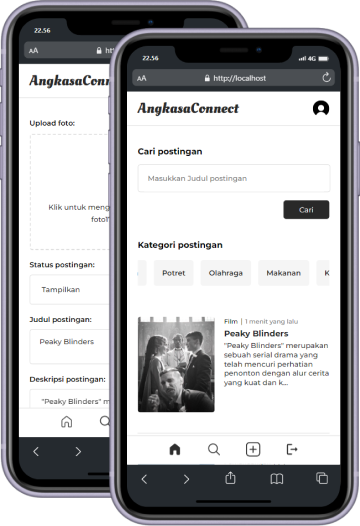 22.56
AA
AngkasaConn
Upload foto:
Klik untuk meng
Status postingan:
Tampilkan
Judul postingan:
Peaky Blinders
Deskripsi postingan:
"Peaky Blinders" m
22.56
4G
AA
http://localhost
AngkasaConnect
Cari postingan
Masukkan Judul postingan
Cari
Kategori postingan
Potret
Olahraga
Makanan
K
Film | 1 menit yang lalu
Peaky Blinders
"Peaky Blinders" merupakan
sebuah serial drama yang
telah mencuri perhatian
penonton dengan alur cerita
yang kuat dan k...